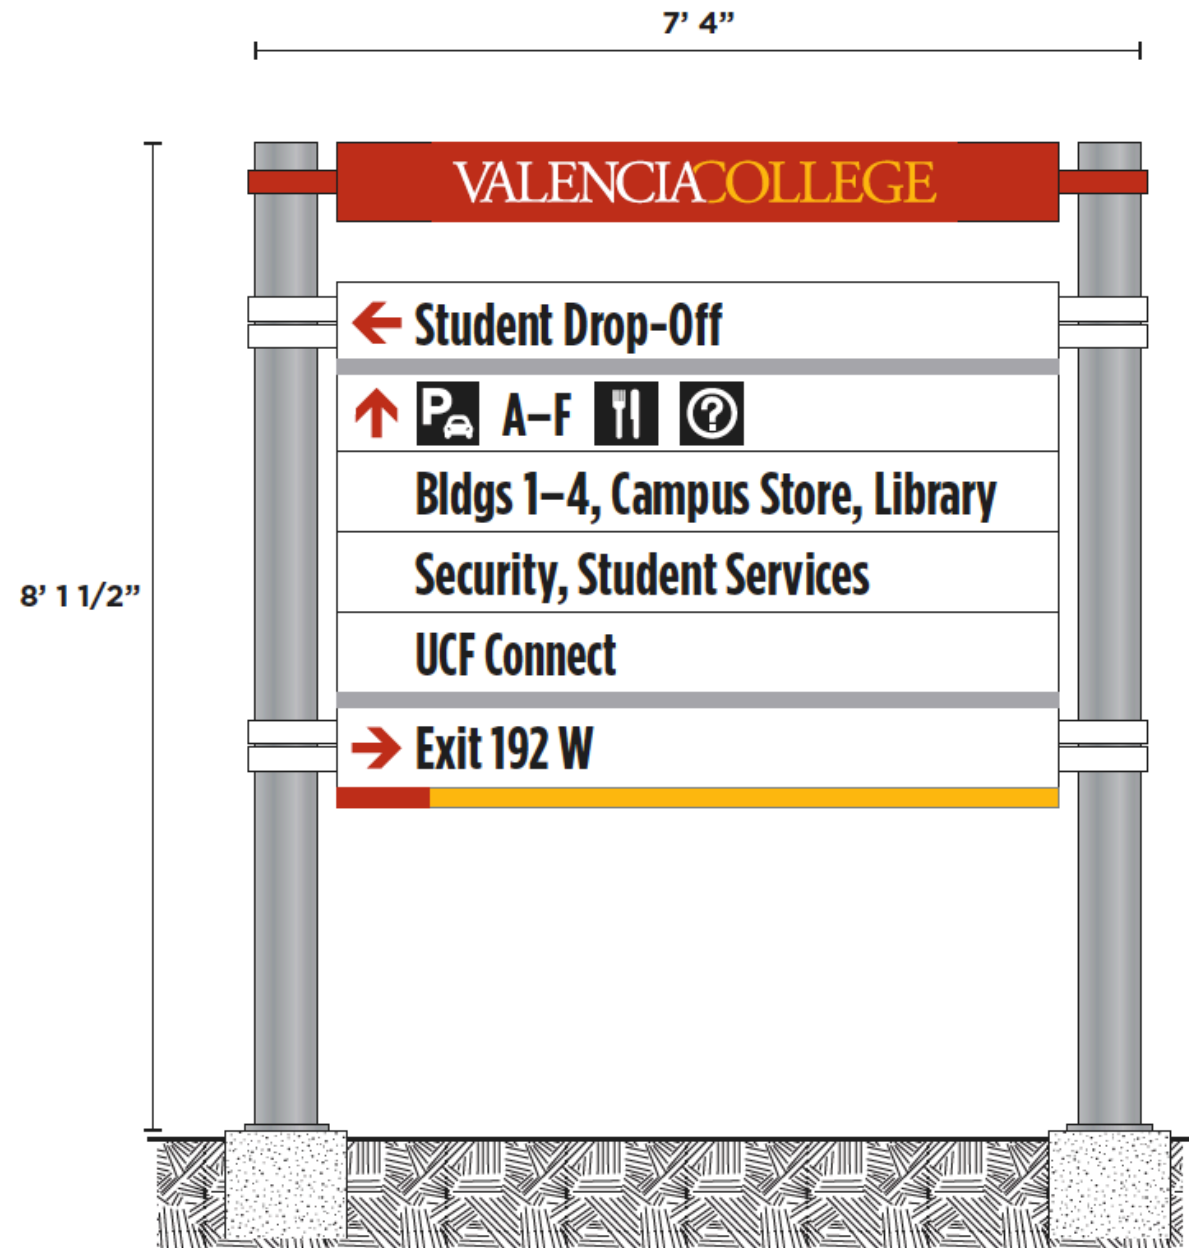 7’ 4”
VALENCIACOLLEGE
Student Drop-Off
P A–F ?
Bldgs 1–4, Campus Store, Library
8’ 1 1/2”
Security, Student Services
UCF Connect
Exit 192 W